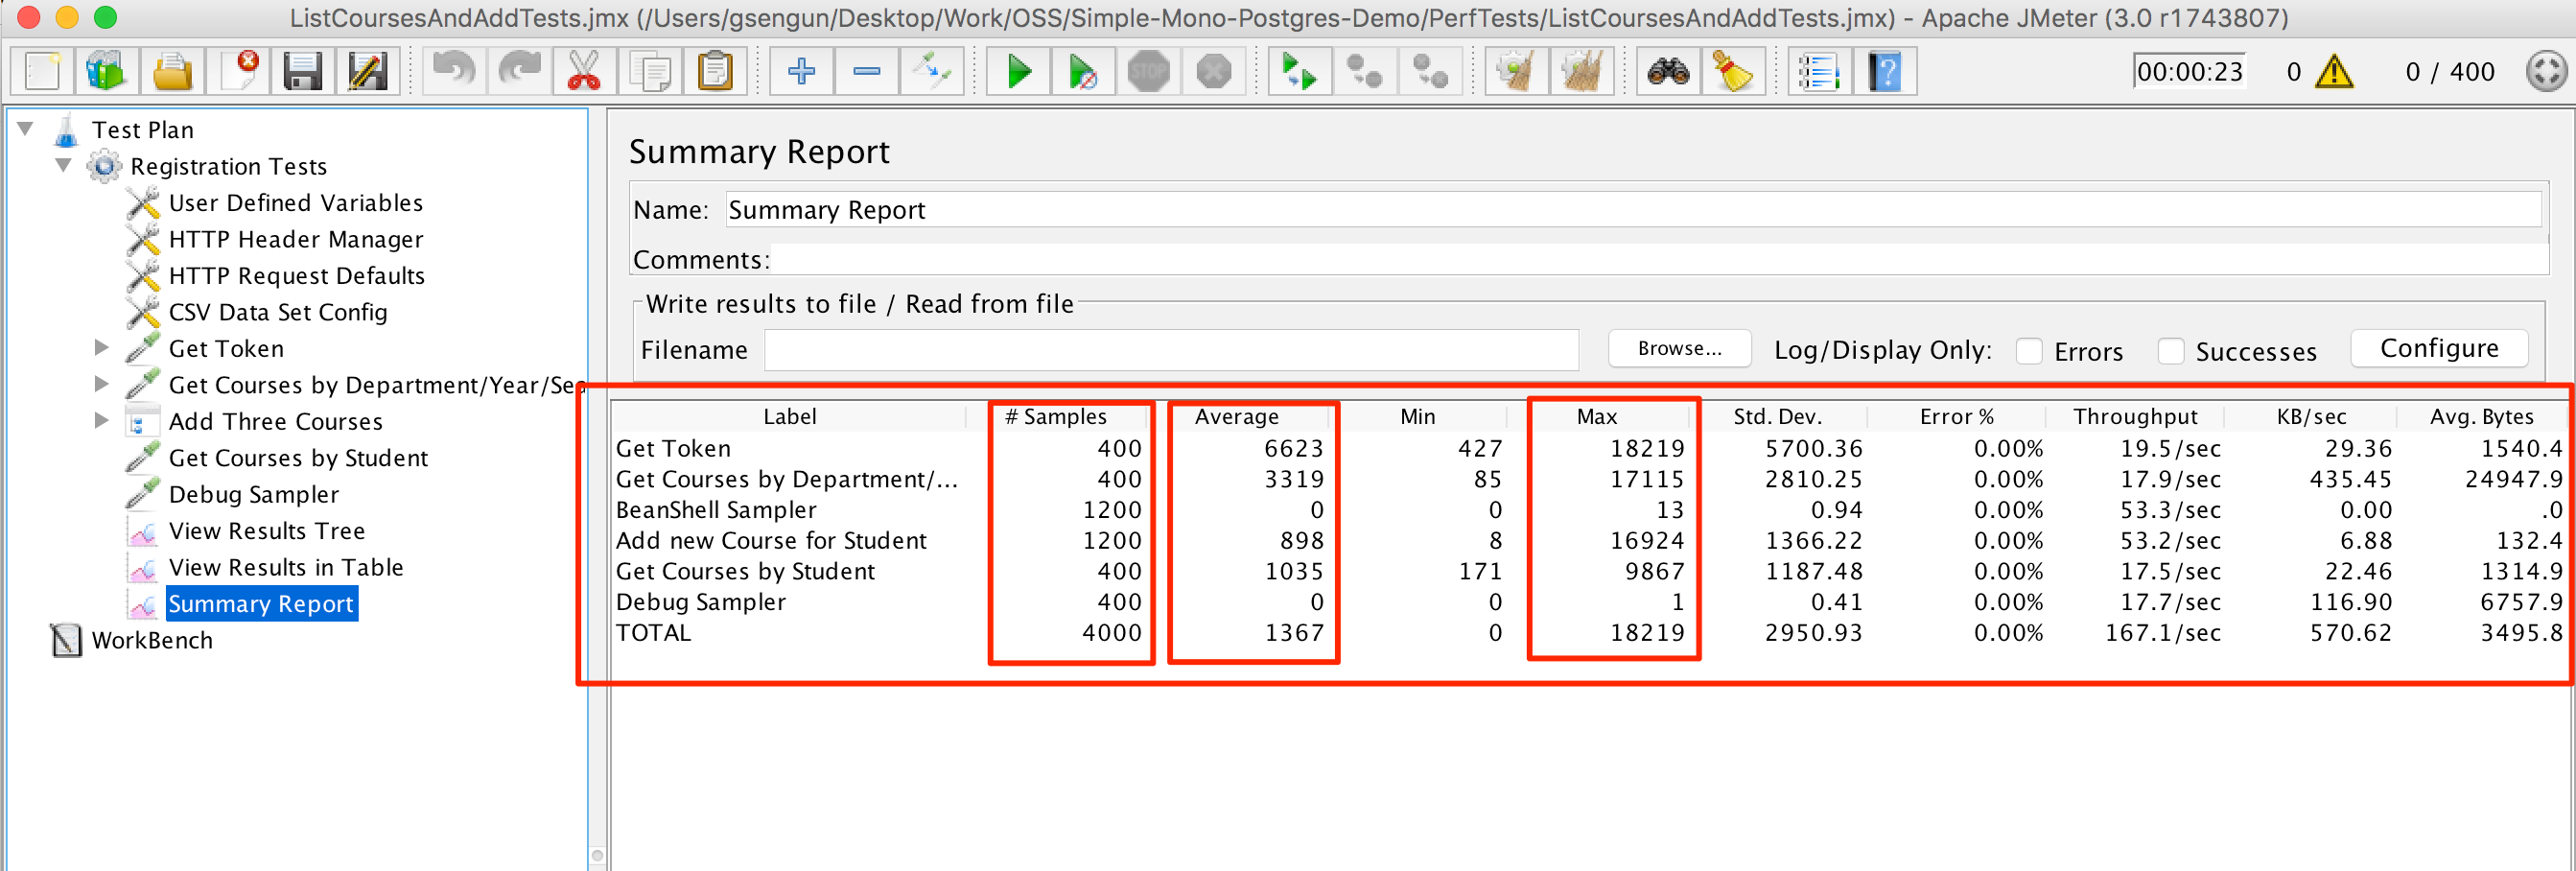 ListCoursesAndAddTests.jmx (/Users/gsengun/Desktop/Work/OSS/Simple-Mono-Postgres-Demo/PerfTests/ListCoursesAndAddTests.jmx) - Apache JMeter (3.0 r1743807)
STOP
00:00:23 0 0 / 400
Test Plan
Registration Tests
User Defined Variables
HTTP Header Manager
HTTP Request Defaults
CSV Data Set Config
Get Token
Get Courses by Department/Year/Sea
Add Three Courses
Get Courses by Student
Debug Sampler
View Results Tree
View Results in Table
Summary Report
WorkBench
Summary Report
Name: Summary Report
Comments:
Write results to file / Read from file
Filename Browse... Log/Display Only: Errors Successes Configure
Label # Samples Average Min Max Std. Dev. Error % Throughput KB/sec Avg. Bytes
Get Token 400 6623 427 18219 5700.36 0.00% 19.5/sec 29.36 1540.4
Get Courses by Department/... 400 3319 85 17115 2810.25 0.00% 17.9/sec 435.45 24947.9
BeanShell Sampler 1200 0 0 13 0.94 0.00% 53.3/sec 0.00 .0
Add new Course for Student 1200 898 8 16924 1366.22 0.00% 53.2/sec 6.88 132.4
Get Courses by Student 400 1035 171 9867 1187.48 0.00% 17.5/sec 22.46 1314.9
Debug Sampler 400 0 0 1 0.41 0.00% 17.7/sec 116.90 6757.9
TOTAL 4000 1367 0 18219 2950.93 0.00% 167.1/sec 570.62 3495.8